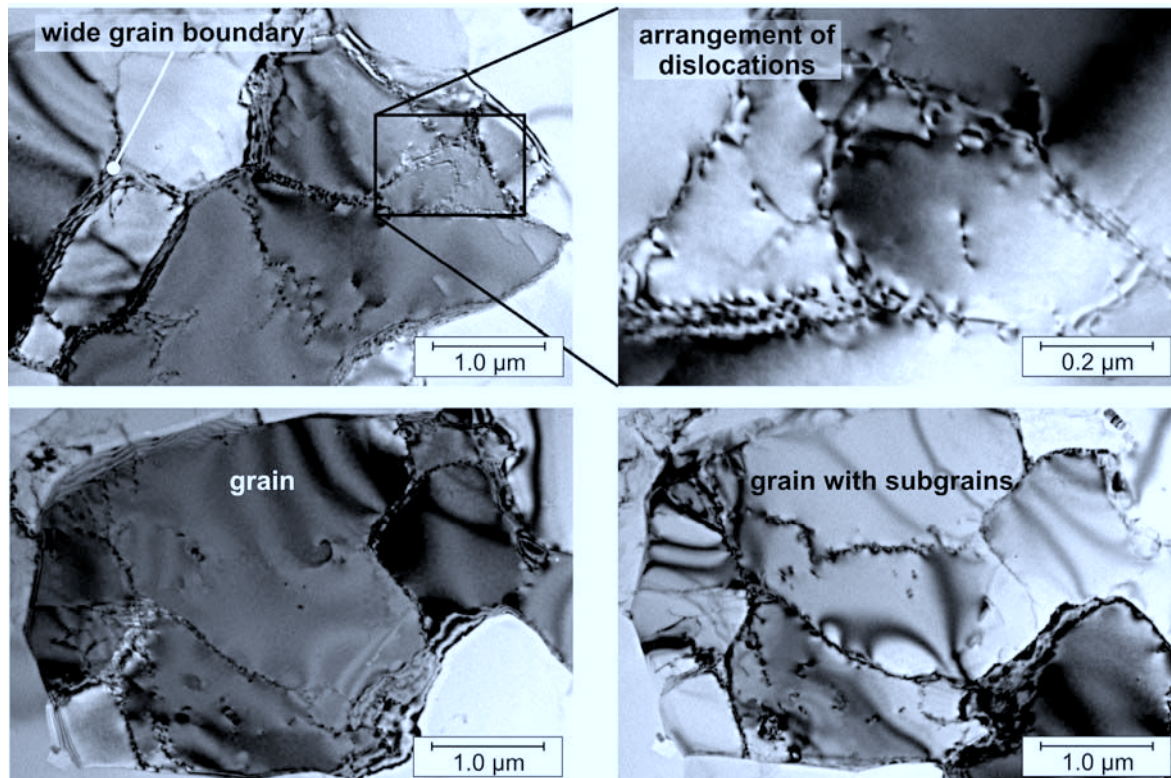 wide grain boundary
arrangement of
dislocations
1.0 µm
0.2 µm
grain
grain with subgrains
1.0 µm
1.0 µm